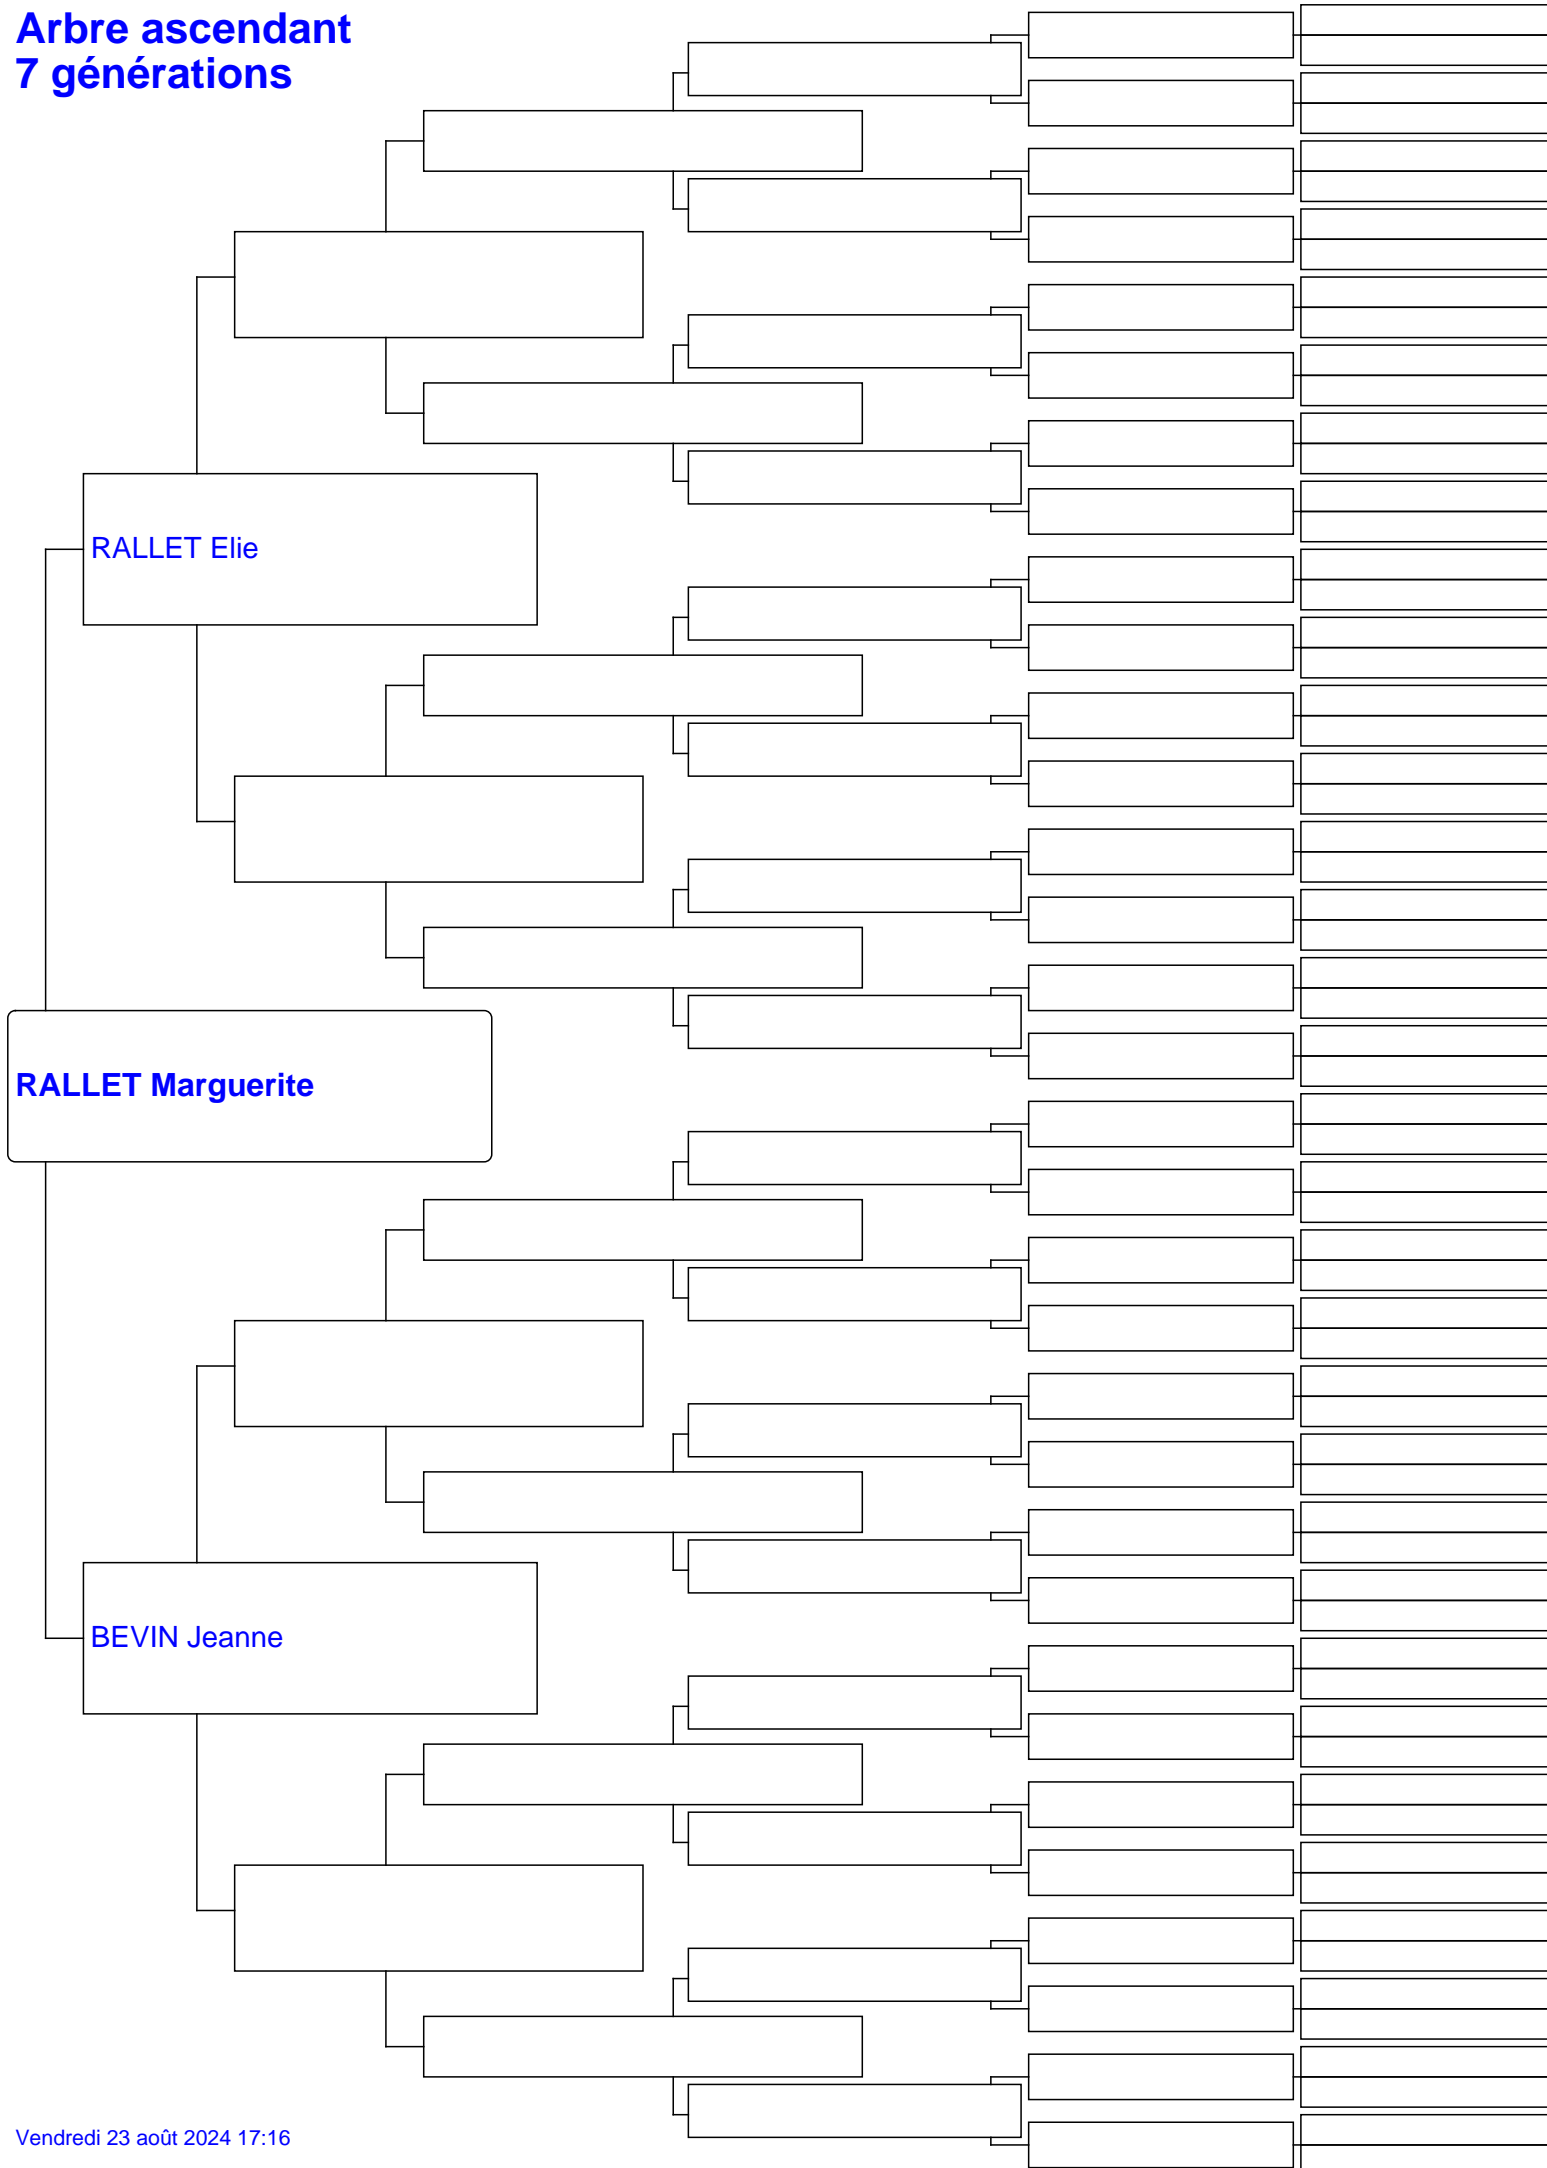 Arbre ascendant
7 générations
RALLET Elie
RALLET Marguerite
BEVIN Jeanne
Vendredi 23 août 2024 17:16